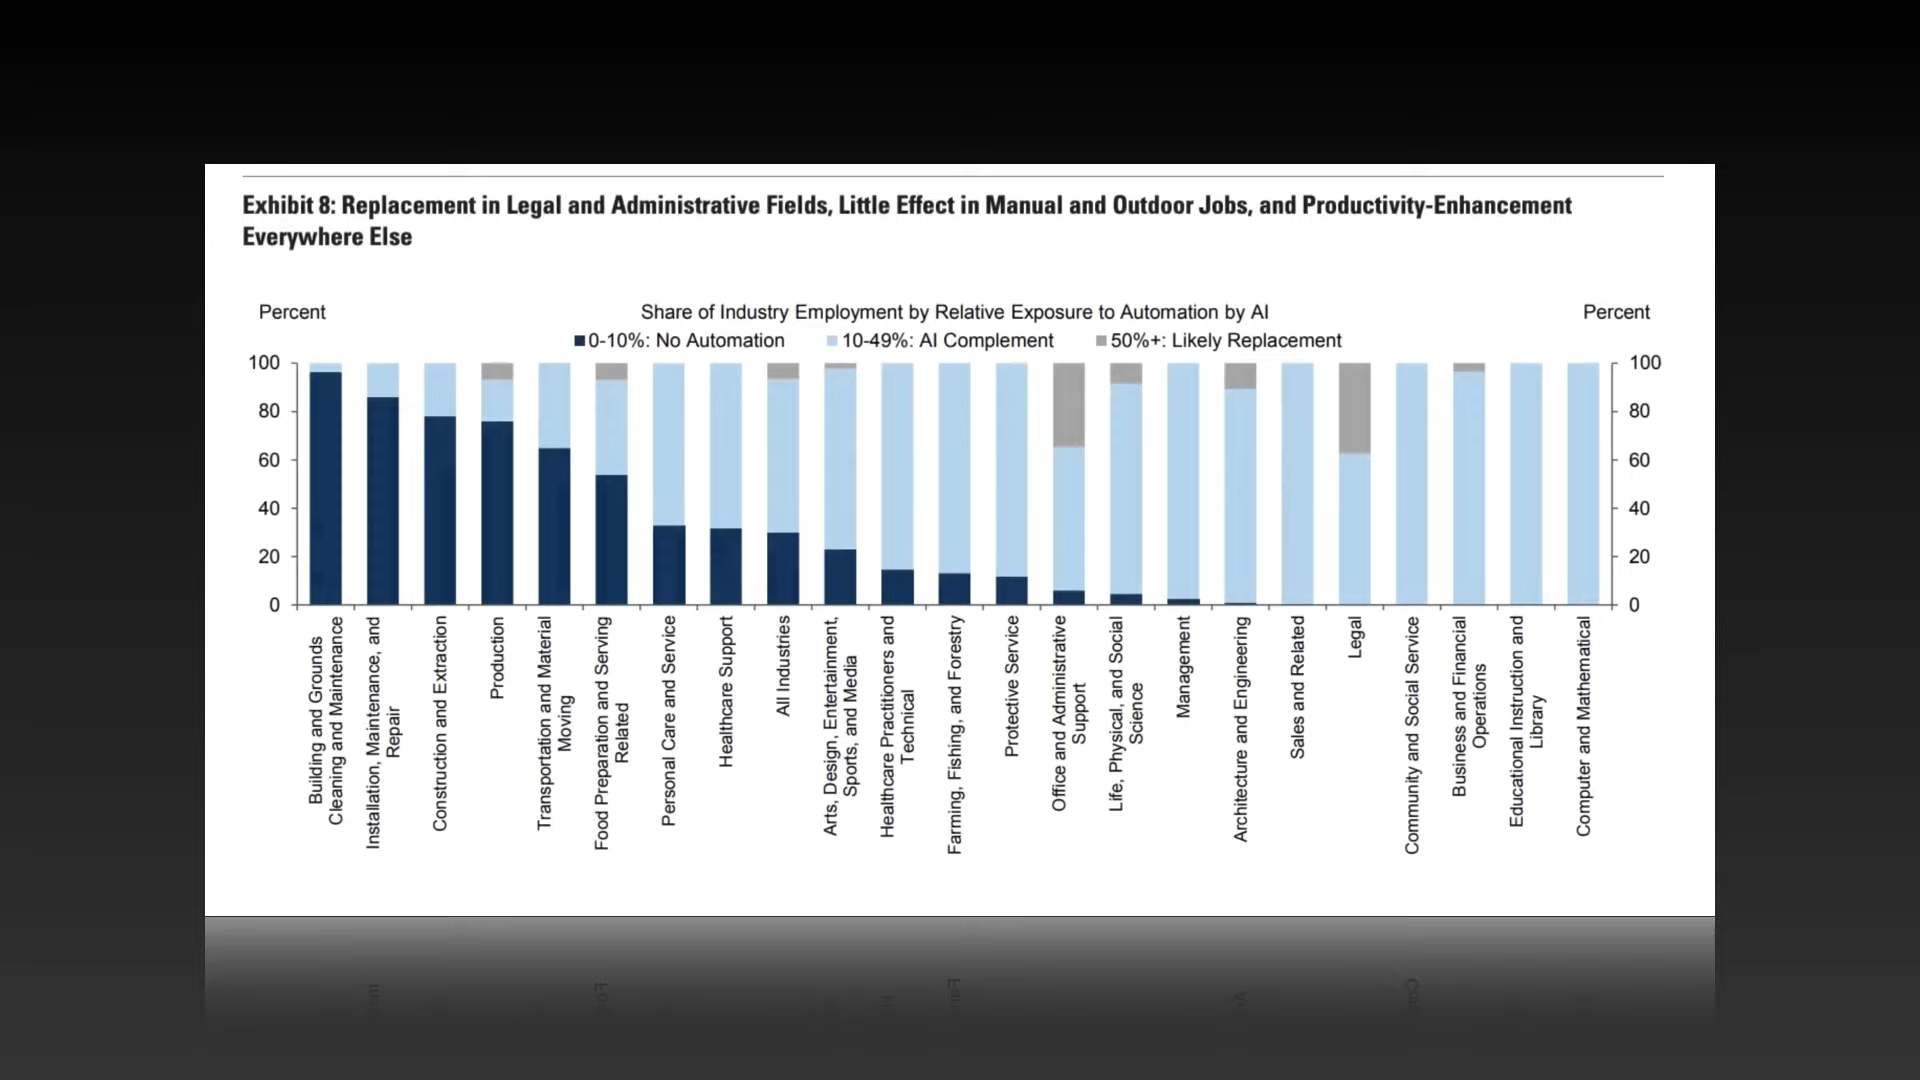 Exhibit 8: Replacement in Legal and Administrative Fields, Little Effect in Manual and Outdoor Jobs, and Productivity-Enhancement
Everywhere Else
Percent
Share of Industry Employment by Relative Exposure to Automation by AI
Percent
0-10%: No Automation
10-49%: AI Complement
50%+: Likely Replacement
100
80
60
40
20
0
100
80
60
40
20
0
Building and Grounds
Cleaning and Maintenance
Installation, Maintenance, and
Repair
Construction and Extraction
Production
Transportation and Material
Moving
Food Preparation and Serving
Related
Personal Care and Service
Healthcare Support
All Industries
Arts, Design, Entertainment,
Sports, and Media
Healthcare Practitioners and
Technical
Farming, Fishing, and Forestry
Protective Service
Office and Administrative
Support
Life, Physical, and Social
Science
Management
Architecture and Engineering
Sales and Related
Legal
Community and Social Service
Business and Financial
Operations
Educational Instruction and
Library
Computer and Mathematical